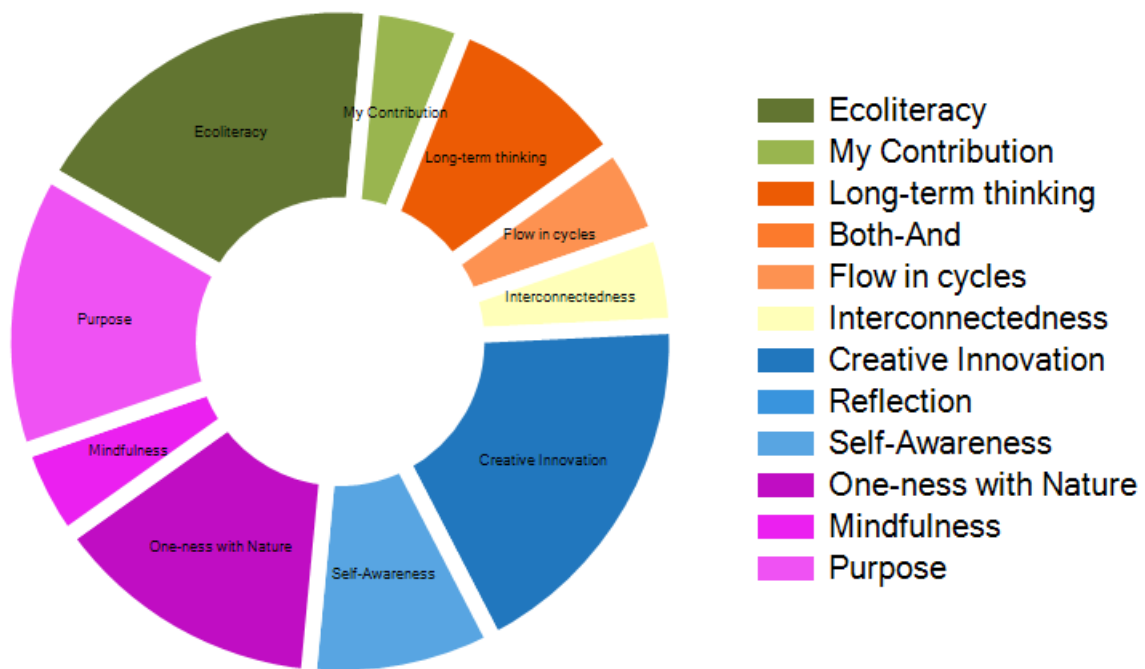 Ecoliteracy
My Contribution
Long-term thinking
Flow in cycles
Interconnectedness
Creative Innovation
Self-Awareness
One-ness with Nature
Mindfulness
Purpose
Ecoliteracy
My Contribution
Long-term thinking
Both-And
Flow in cycles
Interconnectedness
Creative Innovation
Reflection
Self-Awareness
One-ness with Nature
Mindfulness
Purpose